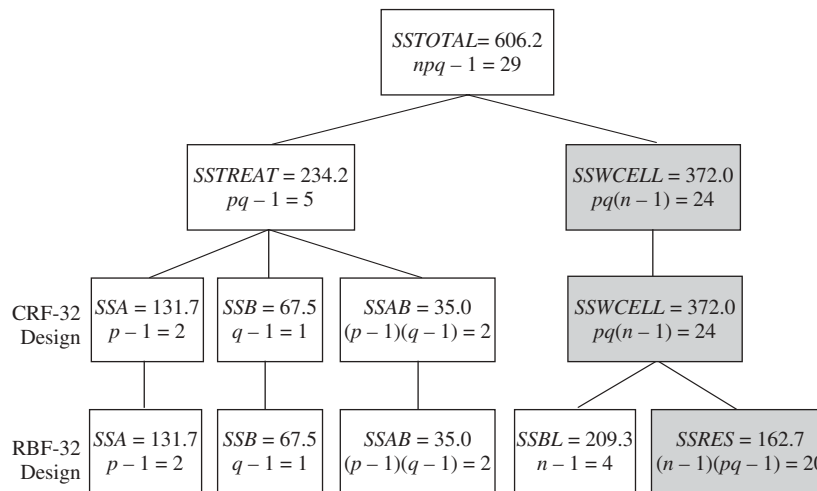 SSTOTAL= 606.2
npq – 1 = 29
SSTREAT = 234.2
pq – 1 = 5
SSWCELL = 372.0
pq(n – 1) = 24
CRF-32
Design
SSA = 131.7
p – 1 = 2
SSB = 67.5
q – 1 = 1
SSAB = 35.0
(p – 1)(q – 1) = 2
SSWCELL = 372.0
pq(n – 1) = 24
RBF-32
Design
SSA = 131.7
p – 1 = 2
SSB = 67.5
q – 1 = 1
SSAB = 35.0
(p – 1)(q – 1) = 2
SSBL = 209.3
n – 1 = 4
SSRES = 162.7
(n – 1)(pq – 1) = 20